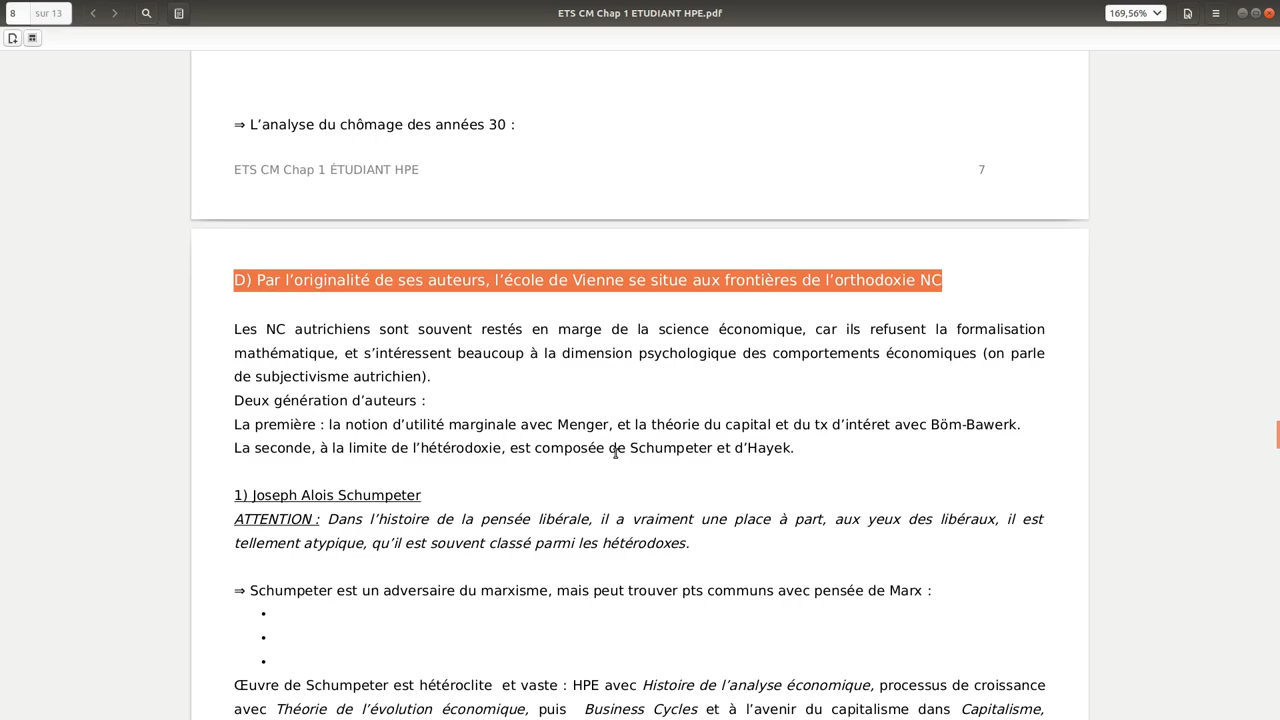 8 sur 13
ETS CM Chap 1 ETUDIANT HPE.pdf
169,56%
⇒ L’analyse du chômage des années 30 :
ETS CM Chap 1 ÉTUDIANT HPE 7
D) Par l’originalité de ses auteurs, l’école de Vienne se situe aux frontières de l’orthodoxie NC
Les NC autrichiens sont souvent restés en marge de la science économique, car ils refusent la formalisation
mathématique, et s’intéressent beaucoup à la dimension psychologique des comportements économiques (on parle
de subjectivisme autrichien).
Deux génération d’auteurs :
La première : la notion d’utilité marginale avec Menger, et la théorie du capital et du tx d’intéret avec Böm-Bawerk.
La seconde, à la limite de l’hétérodoxie, est composée de Schumpeter et d’Hayek.
1) Joseph Alois Schumpeter
ATTENTION : Dans l’histoire de la pensée libérale, il a vraiment une place à part, aux yeux des libéraux, il est
tellement atypique, qu’il est souvent classé parmi les hétérodoxes.
⇒ Schumpeter est un adversaire du marxisme, mais peut trouver pts communs avec pensée de Marx :
•
•
•
Œuvre de Schumpeter est hétéroclite et vaste : HPE avec Histoire de l’analyse économique, processus de croissance
avec Théorie de l’évolution économique, puis Business Cycles et à l’avenir du capitalisme dans Capitalisme,